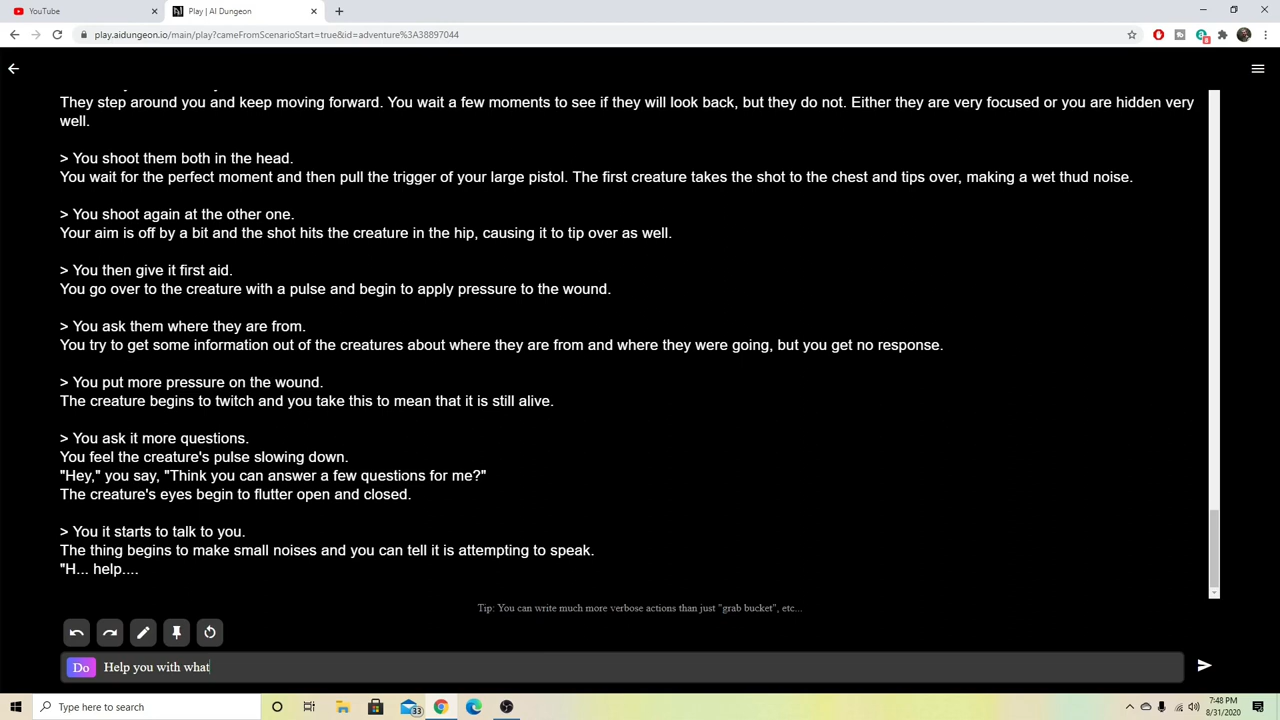 YouTube
Play | AI Dungeon
play.aidungeon.io/main/play?cameFromScenarioStart=true&id=adventure%3A38897044
They step around you and keep moving forward. You wait a few moments to see if they will look back, but they do not. Either they are very focused or you are hidden very
well.
> You shoot them both in the head.
You wait for the perfect moment and then pull the trigger of your large pistol. The first creature takes the shot to the chest and tips over, making a wet thud noise.
> You shoot again at the other one.
Your aim is off by a bit and the shot hits the creature in the hip, causing it to tip over as well.
> You then give it first aid.
You go over to the creature with a pulse and begin to apply pressure to the wound.
> You ask them where they are from.
You try to get some information out of the creatures about where they are from and where they were going, but you get no response.
> You put more pressure on the wound.
The creature begins to twitch and you take this to mean that it is still alive.
> You ask it more questions.
You feel the creature's pulse slowing down.
"Hey," you say, "Think you can answer a few questions for me?"
The creature's eyes begin to flutter open and closed.
> You it starts to talk to you.
The thing begins to make small noises and you can tell it is attempting to speak.
"H... help....
Tip: You can write much more verbose actions than just "grab bucket", etc...
Do Help you with what
Type here to search
33
7:48 PM
8/31/2020